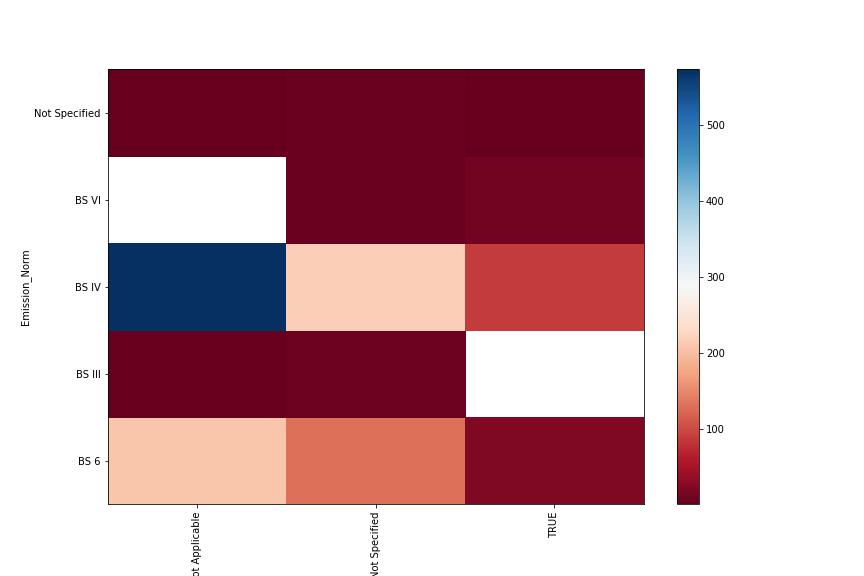 Not Specified
BS VI
BS IV
BS III
BS 6
Emission_Norm
ot Applicable
Not Specified
TRUE
500
400
300
200
100